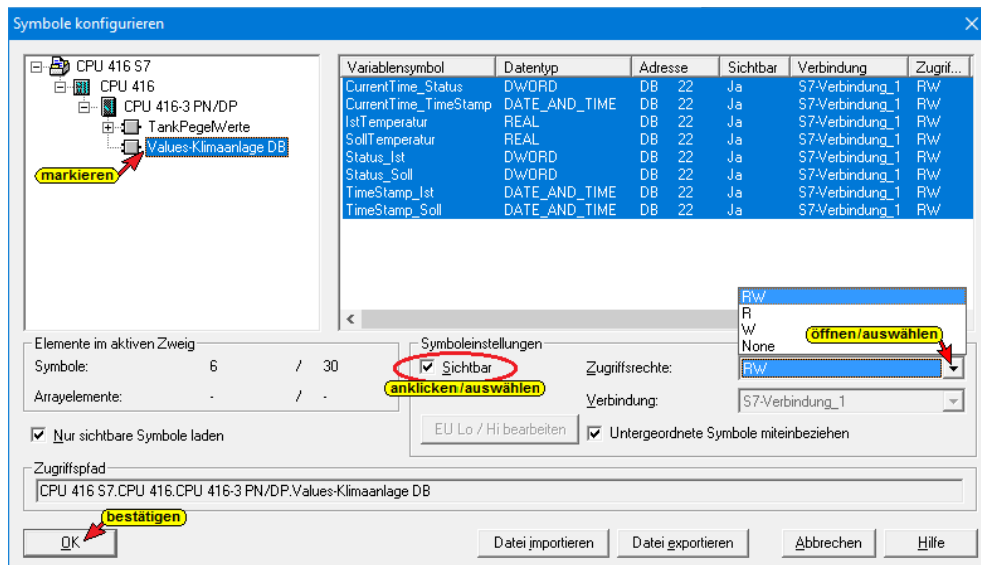 Symbole konfigurieren
CPU 416 S7
CPU 416
CPU 416-3 PN/DP
TankPegelWerte
Values-Klimaanlage DB
markieren
Variablensymbol Datentyp Adresse Sichtbar Verbindung Zugrif...
CurrentTime_Status DWORD DB 22 Ja S7-Verbindung_1 RW
CurrentTime_TimeStamp DATE_AND_TIME DB 22 Ja S7-Verbindung_1 RW
IstTemperatur REAL DB 22 Ja S7-Verbindung_1 RW
SollTemperatur REAL DB 22 Ja S7-Verbindung_1 RW
Status_Ist DWORD DB 22 Ja S7-Verbindung_1 RW
Status_Soll DWORD DB 22 Ja S7-Verbindung_1 RW
TimeStamp_Ist DATE_AND_TIME DB 22 Ja S7-Verbindung_1 RW
TimeStamp_Soll DATE_AND_TIME DB 22 Ja S7-Verbindung_1 RW
RW
R
W
None
öffnen/auswählen
Elemente im aktiven Zweig
Symbole: 6 / 30
Arrayelemente: - / -
Nur sichtbare Symbole laden
Symboleinstellungen
Sichtbar
anklicken/auswählen
Zugriffsrechte: RW
Verbindung: S7-Verbindung_1
EU Lo / Hi bearbeiten
Untergeordnete Symbole miteinbeziehen
Zugriffspfad
CPU 416 S7.CPU 416.CPU 416-3 PN/DP.Values-Klimaanlage DB
bestätigen
OK
Datei importieren
Datei exportieren
Abbrechen
Hilfe